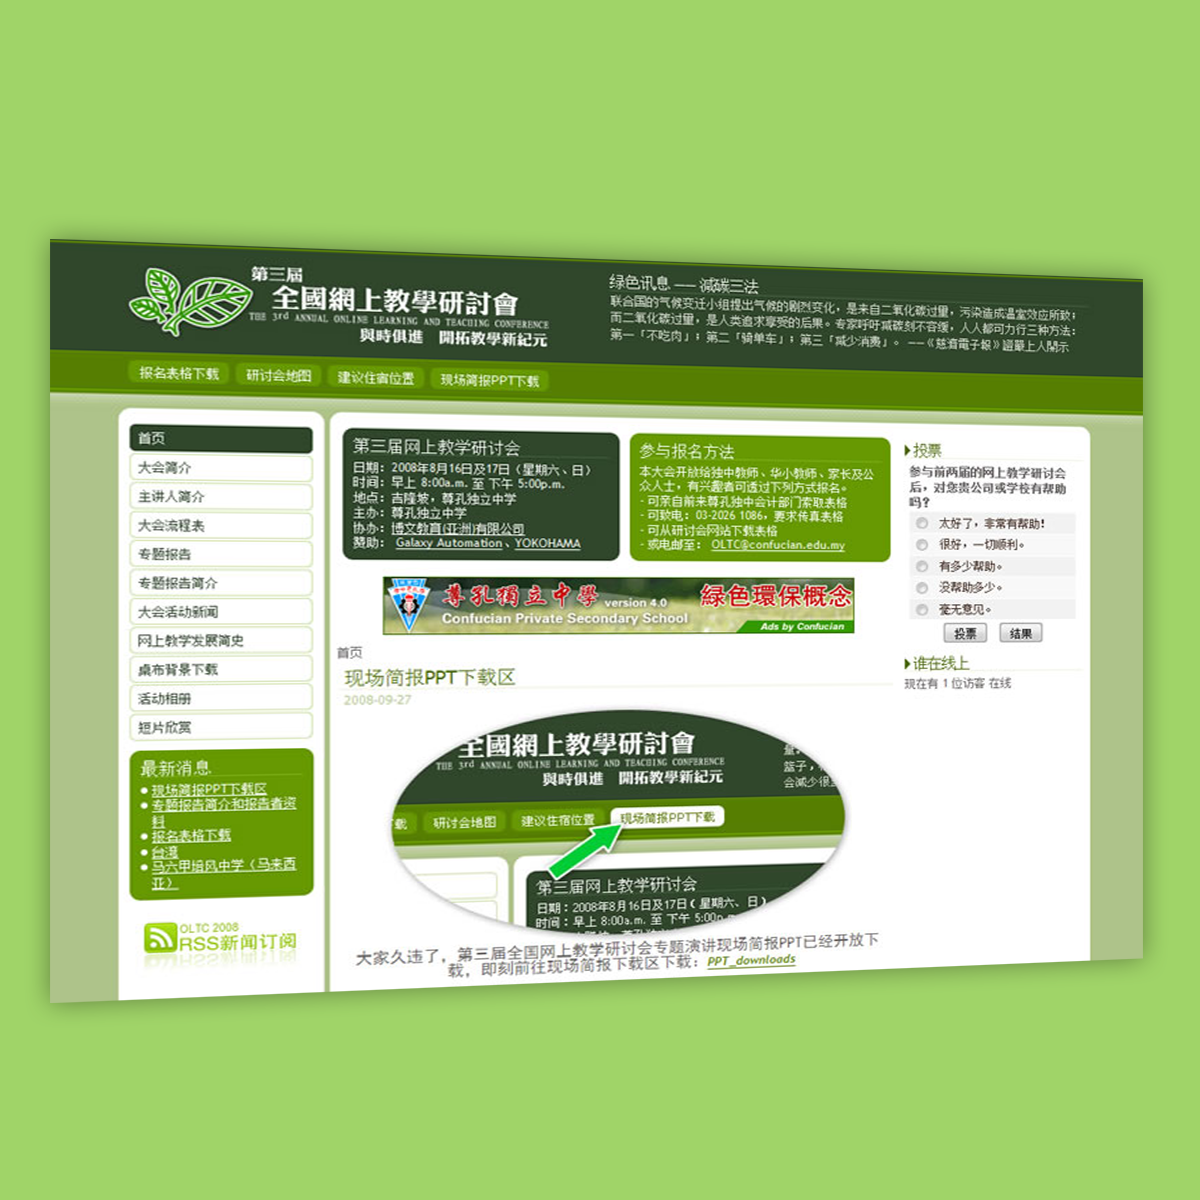 第三届
全國網上教學研討會
THE 3rd ANNUAL ONLINE LEARNING AND TEACHING CONFERENCE
與時俱進 開拓教學新紀元
绿色讯息 —— 減碳三法
联合国的气候变迁小组提出气候的剧烈变化，是来自二氧化碳过量，污染造成温室效应所致；
而二氧化碳过量，是人类追求享受的后果。专家呼吁减碳刻不容缓，人人都可力行三种方法：
第一「不吃肉」；第二「骑单车」；第三「减少消费」。 ——《慈濟電子報》證嚴上人開示
报名表格下载
研讨会地图
建议住宿位置
现场简报PPT下载
首页
大会简介
主讲人简介
大会流程表
专题报告
专题报告简介
大会活动新闻
网上教学发展简史
桌布背景下载
活动相册
短片欣赏
最新消息
现场简报PPT下载区
专题报告简介和报告者资
料
报名表格下载
台湾
马六甲培风中学（马来西
亚）
OLTC 2008
RSS新闻订阅
第三届网上教学研讨会
日期：2008年8月16日及17日（星期六、日）
时间：早上 8:00a.m. 至 下午 5:00p.m.
地点：吉隆坡，尊孔独立中学
主办：尊孔独立中学
协办：博文教育(亚洲)有限公司
赞助： Galaxy Automation、YOKOHAMA
参与报名方法
本大会开放给独中教师、华小教师、家长及公
众人士，有兴趣者可透过下列方式报名。
- 可亲自前来尊孔独中会计部门索取表格
- 可致电：03-2026 1086，要求传真表格
- 可从研讨会网站下载表格
- 或电邮至： OLTC@confucian.edu.my
尊孔獨立中學 version 4.0
Confucian Private Secondary School
綠色環保概念
Ads by Confucian
首页
现场简报PPT下载区
2008-09-27
全國網上教學研討會
THE 3rd ANNUAL ONLINE LEARNING AND TEACHING CONFERENCE
與時俱進 開拓教學新紀元
篮子，
会减少很
下载
研讨会地图
建议住宿位置
现场简报PPT下载
第三届网上教学研讨会
日期：2008年8月16日及17日（星期六、日）
时间：早上 8:00a.m. 至 下午 5:00p.m.
大家久违了，第三届全国网上教学研讨会专题演讲现场简报PPT已经开放下
载，即刻前往现场简报下载区下载：PPT_downloads
投票
参与前两届的网上教学研讨会
后，对您贵公司或学校有帮助
吗？
太好了，非常有帮助！
很好，一切顺利。
有多少帮助。
没帮助多少。
毫无意见。
投票
结果
谁在线上
现在有 1 位访客 在线